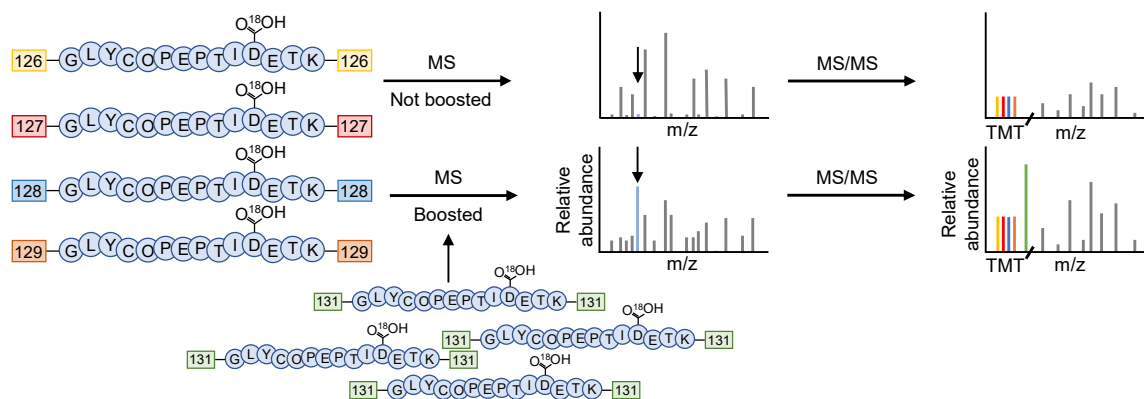 O¹⁸OH
126 G L Y C O P E P T I D E T K 126
MS
Not boosted
m/z
MS/MS
TMT m/z
O¹⁸OH
127 G L Y C O P E P T I D E T K 127
O¹⁸OH
128 G L Y C O P E P T I D E T K 128
MS
Boosted
Relative
abundance
m/z
MS/MS
Relative
abundance
TMT m/z
O¹⁸OH
129 G L Y C O P E P T I D E T K 129
O¹⁸OH
131 G L Y C O P E P T I D E T K 131
O¹⁸OH
131 G L Y C O P E P T I D E T K 131
O¹⁸OH
131 G L Y C O P E P T I D E T K 131
O¹⁸OH
131 G L Y C O P E P T I D E T K 131